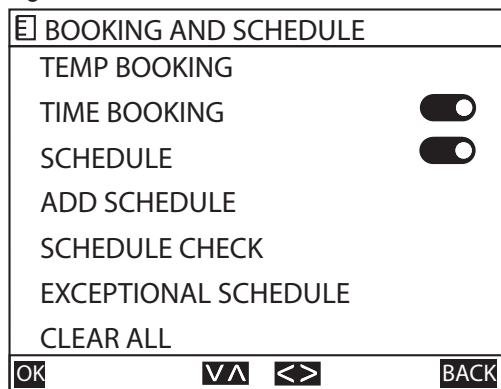 BOOKING AND SCHEDULE
TEMP BOOKING
TIME BOOKING
SCHEDULE
ADD SCHEDULE
SCHEDULE CHECK
EXCEPTIONAL SCHEDULE
CLEAR ALL
OK BACK